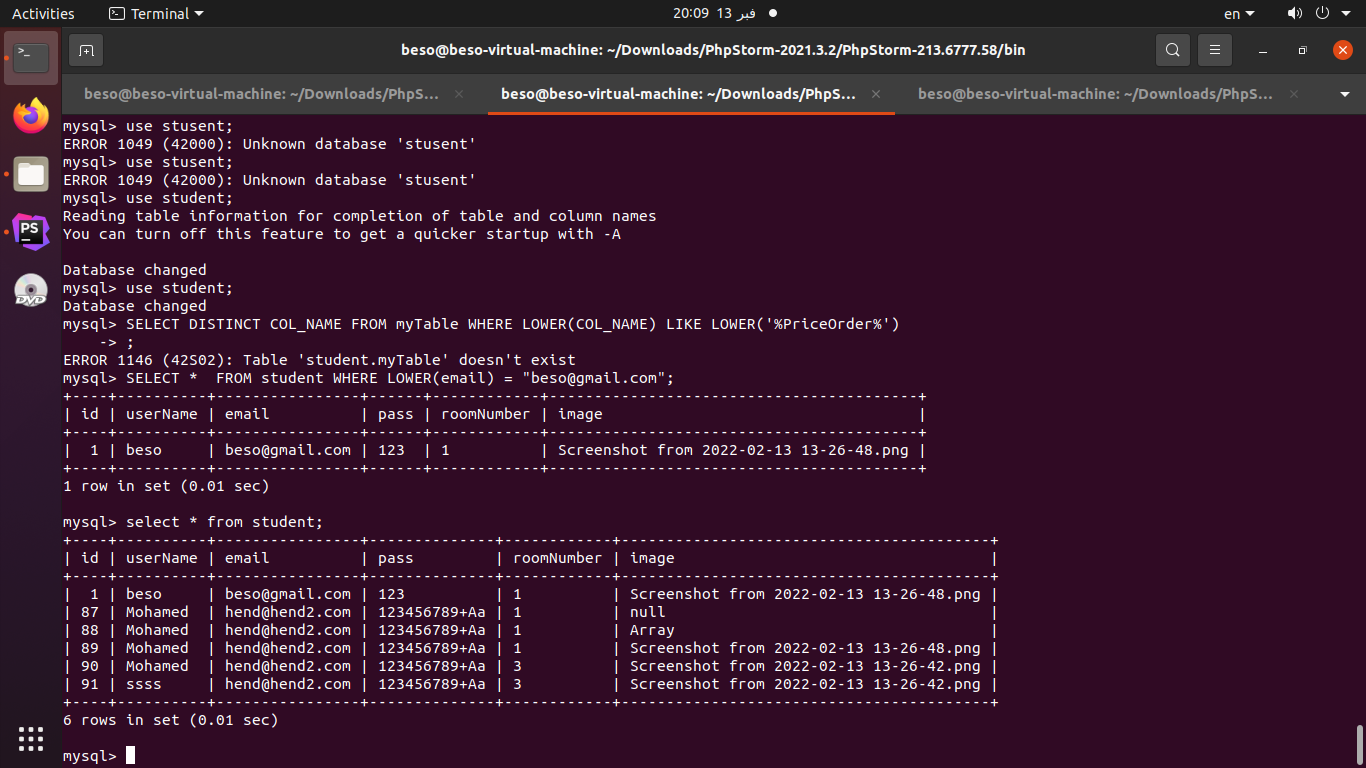 Activities
Terminal
20:09 13 فبر
en
beso@beso-virtual-machine: ~/Downloads/PhpStorm-2021.3.2/PhpStorm-213.6777.58/bin
beso@beso-virtual-machine: ~/Downloads/PhpS...
beso@beso-virtual-machine: ~/Downloads/PhpS...
beso@beso-virtual-machine: ~/Downloads/PhpS...
mysql> use stusent;
ERROR 1049 (42000): Unknown database 'stusent'
mysql> use stusent;
ERROR 1049 (42000): Unknown database 'stusent'
mysql> use student;
Reading table information for completion of table and column names
You can turn off this feature to get a quicker startup with -A
Database changed
mysql> use student;
Database changed
mysql> SELECT DISTINCT COL_NAME FROM myTable WHERE LOWER(COL_NAME) LIKE LOWER('%PriceOrder%')
    -> ;
ERROR 1146 (42S02): Table 'student.myTable' doesn't exist
mysql> SELECT *  FROM student WHERE LOWER(email) = "beso@gmail.com";
+----+----------+----------------+------+------------+-----------------------------------------+
| id | userName | email          | pass | roomNumber | image                                   |
+----+----------+----------------+------+------------+-----------------------------------------+
|  1 | beso     | beso@gmail.com | 123  | 1          | Screenshot from 2022-02-13 13-26-48.png |
+----+----------+----------------+------+------------+-----------------------------------------+
1 row in set (0.01 sec)
mysql> select * from student;
+----+----------+----------------+--------------+------------+-----------------------------------------+
| id | userName | email          | pass         | roomNumber | image                                   |
+----+----------+----------------+--------------+------------+-----------------------------------------+
|  1 | beso     | beso@gmail.com | 123          | 1          | Screenshot from 2022-02-13 13-26-48.png |
| 87 | Mohamed  | hend@hend2.com | 123456789+Aa | 1          | null                                    |
| 88 | Mohamed  | hend@hend2.com | 123456789+Aa | 1          | Array                                   |
| 89 | Mohamed  | hend@hend2.com | 123456789+Aa | 1          | Screenshot from 2022-02-13 13-26-48.png |
| 90 | Mohamed  | hend@hend2.com | 123456789+Aa | 3          | Screenshot from 2022-02-13 13-26-42.png |
| 91 | ssss     | hend@hend2.com | 123456789+Aa | 3          | Screenshot from 2022-02-13 13-26-42.png |
+----+----------+----------------+--------------+------------+-----------------------------------------+
6 rows in set (0.01 sec)
mysql>
PS
DVD